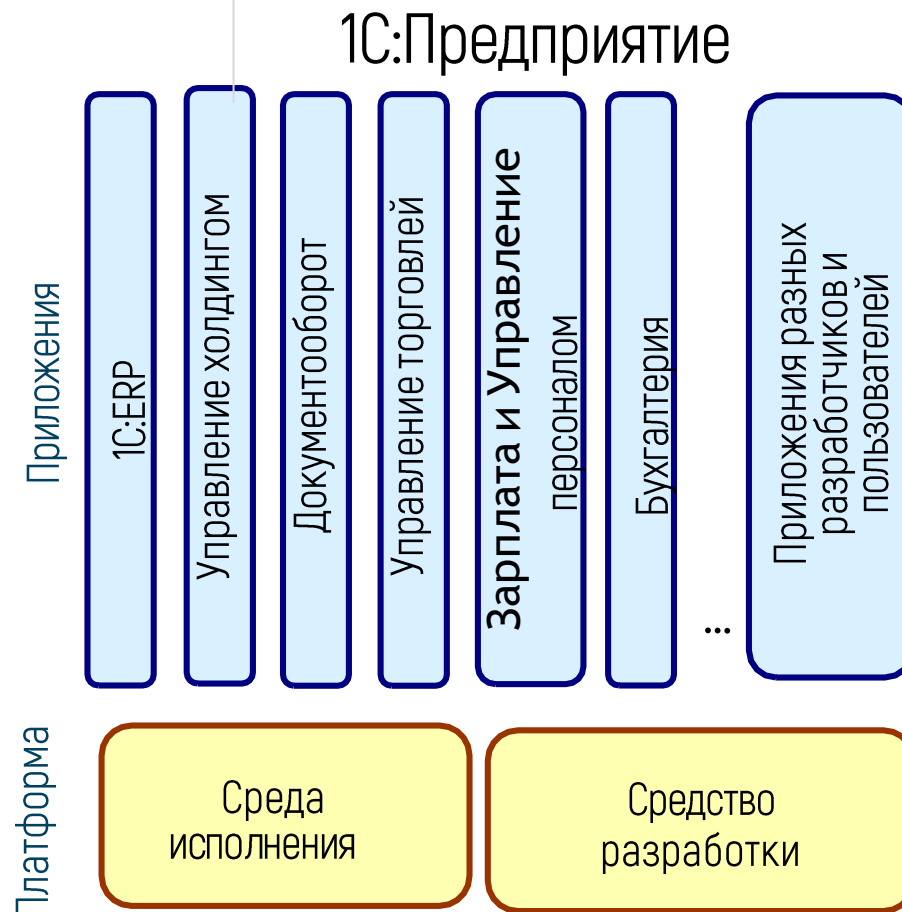 1С:Предприятие
Приложения
1С:ERP
Управление холдингом
Документооборот
Управление торговлей
Зарплата и Управление
персоналом
Бухгалтерия
...
Приложения разных
разработчиков и
пользователей
Платформа
Среда
исполнения
Средство
разработки